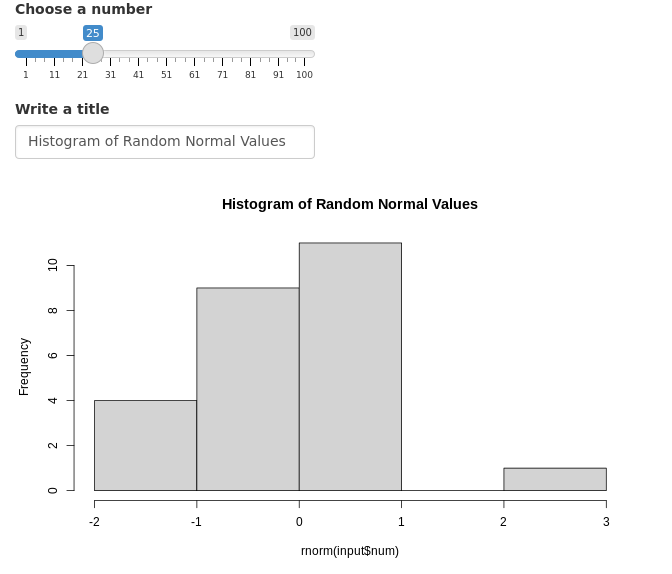 Choose a number
1 25 100
1 11 21 31 41 51 61 71 81 91 100
Write a title
Histogram of Random Normal Values
Histogram of Random Normal Values
10
8
6
4
2
0
Frequency
-2 -1 0 1 2 3
rnorm(input$num)